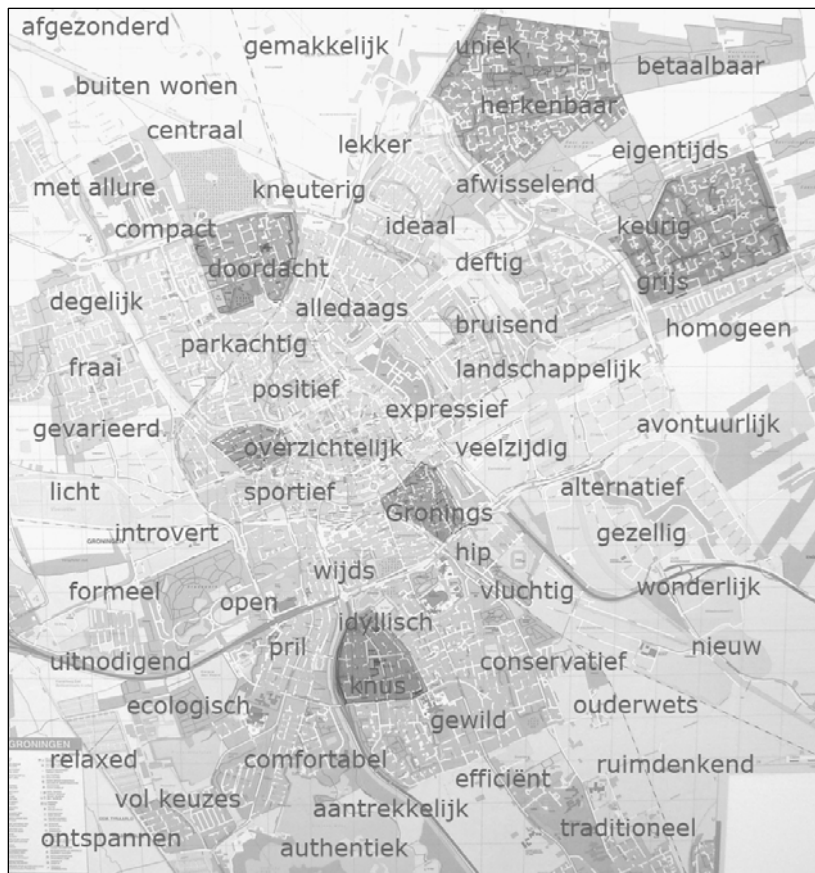 afgezonderd
gemakkelijk
uniek
betaalbaar
buiten wonen
herkenbaar
centraal
lekker
eigentijds
met allure
kneuterig
afwisselend
compact
ideaal
keurig
doordacht
deftig
grijs
degelijk
alledaags
bruisend
homogeen
parkachtig
fraai
landschappelijk
positief
expressief
avontuurlijk
gevarieerd
overzichtelijk
veelzijdig
licht
sportief
alternatief
Gronings
introvert
gezellig
GRONINGEN
hip
wijds
formeel
open
vluchtig
wonderlijk
idyllisch
uitnodigend
pril
conservatief
nieuw
knus
ecologisch
gewild
ouderwets
GRONINGEN
relaxed
comfortabel
efficiënt
ruimdenkend
vol keuzes
aantrekkelijk
traditioneel
ontspannen
authentiek